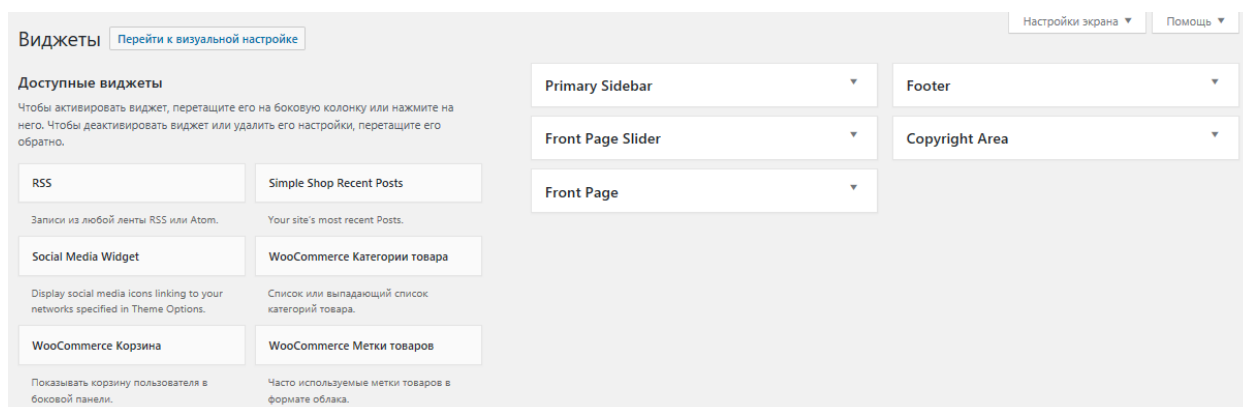 Настройки экрана ▼
Помощь ▼
Виджеты
Перейти к визуальной настройке
Доступные виджеты
Чтобы активировать виджет, перетащите его на боковую колонку или нажмите на
него. Чтобы деактивировать виджет или удалить его настройки, перетащите его
обратно.
RSS
Записи из любой ленты RSS или Atom.
Simple Shop Recent Posts
Your site's most recent Posts.
Social Media Widget
Display social media icons linking to your
networks specified in Theme Options.
WooCommerce Категории товара
Список или выпадающий список
категорий товара.
WooCommerce Корзина
Показывать корзину пользователя в
боковой панели.
WooCommerce Метки товаров
Часто используемые метки товаров в
формате облака.
Primary Sidebar
Front Page Slider
Front Page
Footer
Copyright Area